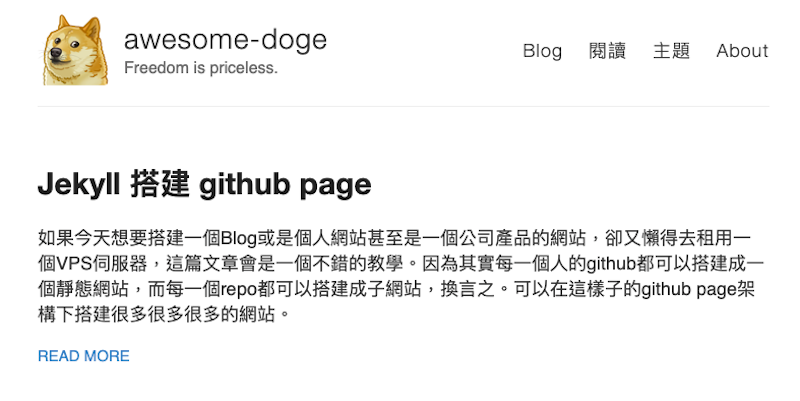 awesome-doge
Freedom is priceless.
Blog 閱讀 主題 About
Jekyll 搭建 github page
如果今天想要搭建一個Blog或是個人網站甚至是一個公司產品的網站，卻又懶得去租用一
個VPS伺服器，這篇文章會是一個不錯的教學。因為其實每一個人的github都可以搭建成一
個靜態網站，而每一個repo都可以搭建成子網站，換言之。可以在這樣子的github page架
構下搭建很多很多很多的網站。
READ MORE